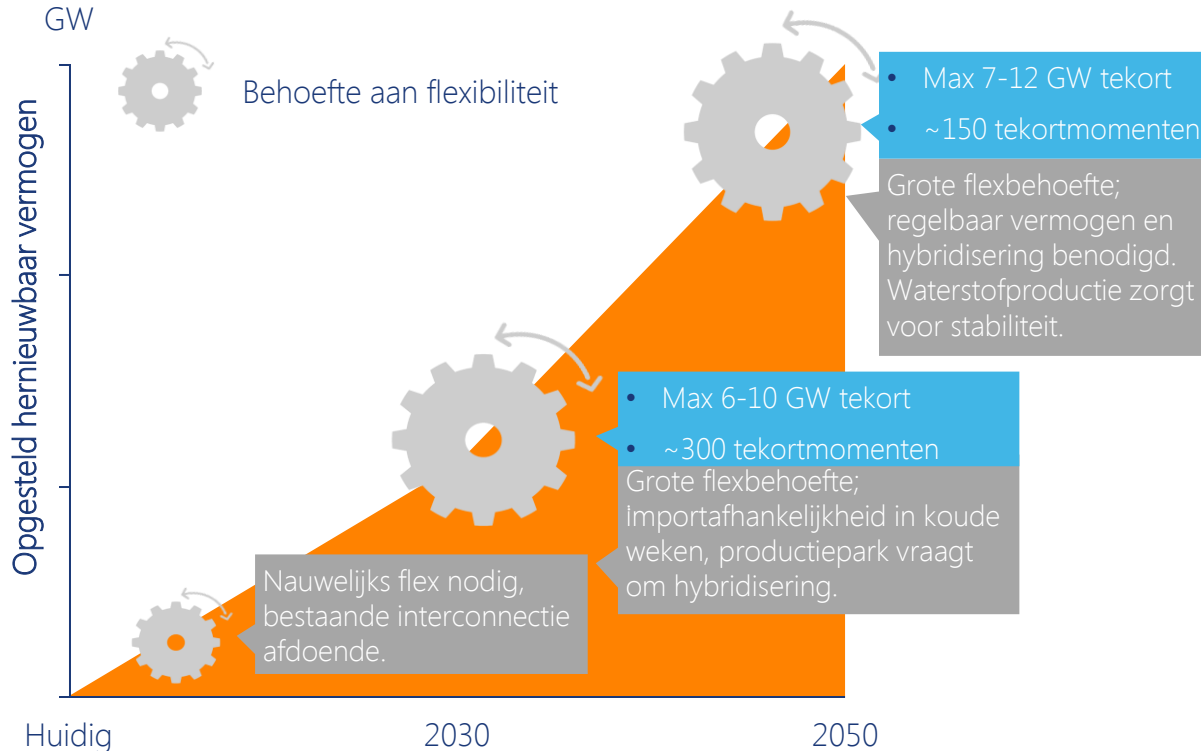 GW
Opgesteld hernieuwbaar vermogen
Behoefte aan flexibiliteit
• Max 7-12 GW tekort
• ~150 tekortmomenten
Grote flexbehoefte;
regelbaar vermogen en
hybridisering benodigd.
Waterstofproductie zorgt
voor stabiliteit.
• Max 6-10 GW tekort
• ~300 tekortmomenten
Grote flexbehoefte;
Importafhankelijkheid in koude
weken, productiepark vraagt
om hybridisering.
Nauwelijks flex nodig,
bestaande interconnectie
afdoende.
Huidig
2030
2050